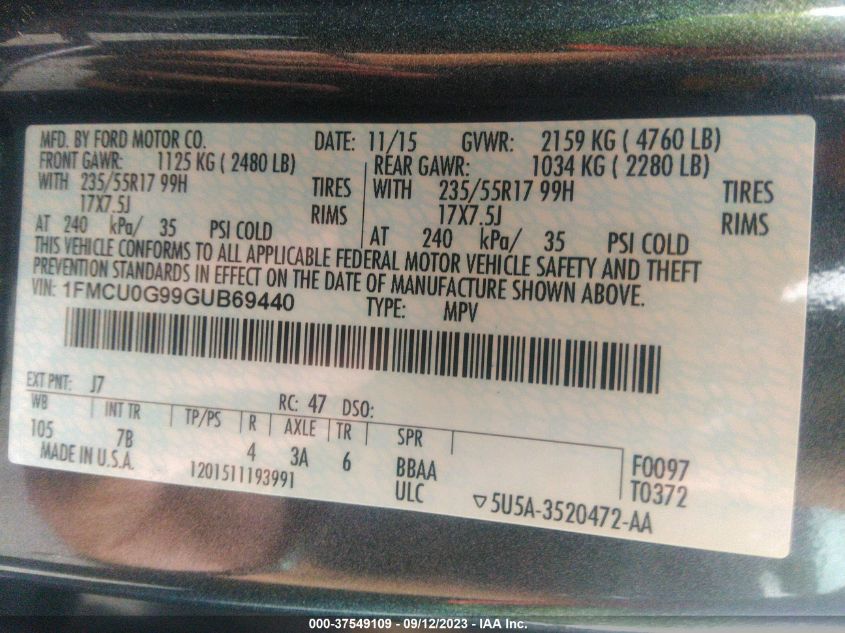 MFD. BY FORD MOTOR CO. DATE: 11/15 GVWR: 2159 KG ( 4760 LB)
FRONT GAWR: 1125 KG ( 2480 LB) REAR GAWR: 1034 KG ( 2280 LB)
WITH 235/55R17 99H TIRES WITH 235/55R17 99H TIRES
17X7.5J RIMS 17X7.5J RIMS
AT 240 kPa/ 35 PSI COLD AT 240 kPa/ 35 PSI COLD
THIS VEHICLE CONFORMS TO ALL APPLICABLE FEDERAL MOTOR VEHICLE SAFETY AND THEFT
PREVENTION STANDARDS IN EFFECT ON THE DATE OF MANUFACTURE SHOWN ABOVE.
VIN: 1FMCU0G99GUB69440 TYPE: MPV
EXT PNT: J7 RC: 47 DSO:
WB INT TR TP/PS R AXLE TR SPR
105 7B 4 3A 6 BBAA F0097
MADE IN U.S.A. 1201511193991 ULC T0372
▽5U5A-3520472-AA
000-37549109 - 09/12/2023 - IAA Inc.